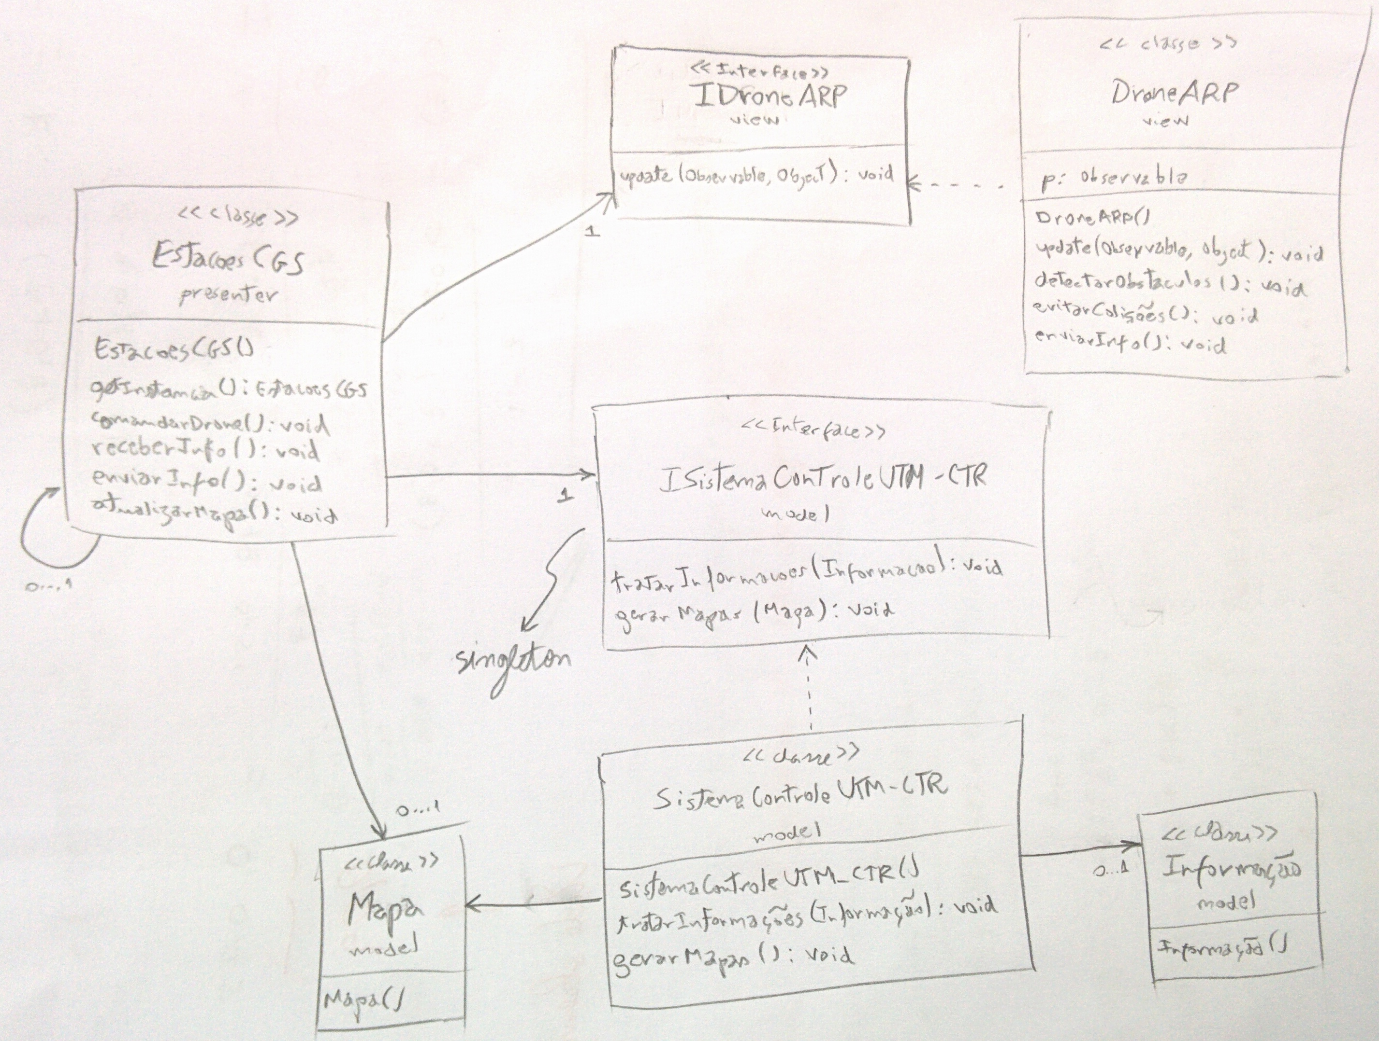 <<Interface>>
IDroneARP
view
update(Observable, Object): void
<< classe >>
DroneARP
view
p: observable
DroneARP()
update(Observable, object): void
detectarObstaculos(): void
evitarColisões(): void
enviarInfo(): void
1
<< classe >>
EstacoesCGS
presenter
EstacoesCGS()
getInstancia(): EstacoesCGS
comandarDrone(): void
receberInfo(): void
enviarInfo(): void
atualizarMapa(): void
0...1
1
<<Interface>>
ISistemaControleUTM-CTR
model
tratarInformacoes(Informacao): void
gerarMapas(Mapa): void
singleton
<<classe>>
SistemaControleUTM-CTR
model
sistemaControleUTM_CTR()
tratarInformações(Informação): void
gerarMapas(): void
0...1
<<classe>>
Mapa
model
Mapa()
0...1
<<classe>>
Informação
model
Informação()